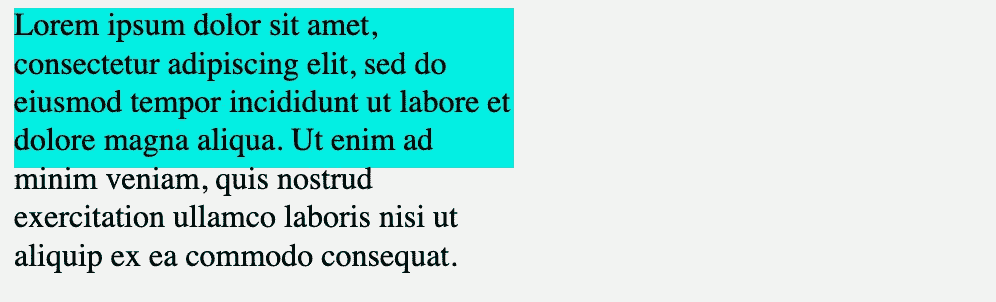 Lorem ipsum dolor sit amet,
consectetur adipiscing elit, sed do
eiusmod tempor incididunt ut labore et
dolore magna aliqua. Ut enim ad
minim veniam, quis nostrud
exercitation ullamco laboris nisi ut
aliquip ex ea commodo consequat.